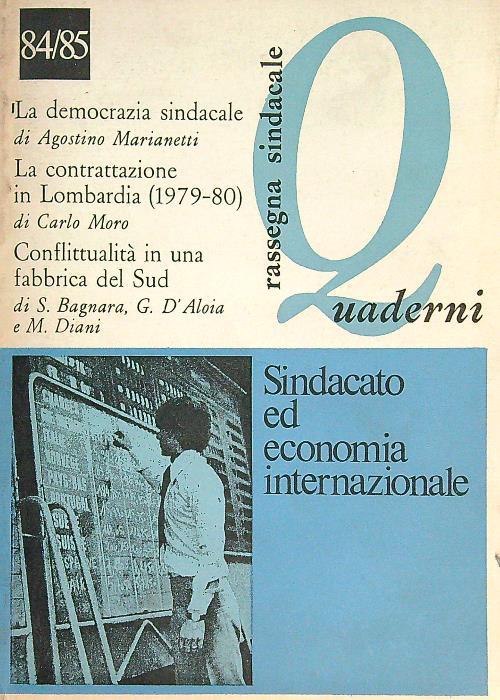 84/85
La democrazia sindacale
di Agostino Marianetti
La contrattazione
in Lombardia (1979-80)
di Carlo Moro
Conflittualità in una
fabbrica del Sud
di S. Bagnara, G. D'Aloia
e M. Diani
rassegna sindacale
Quaderni
Sindacato
ed
economia
internazionale